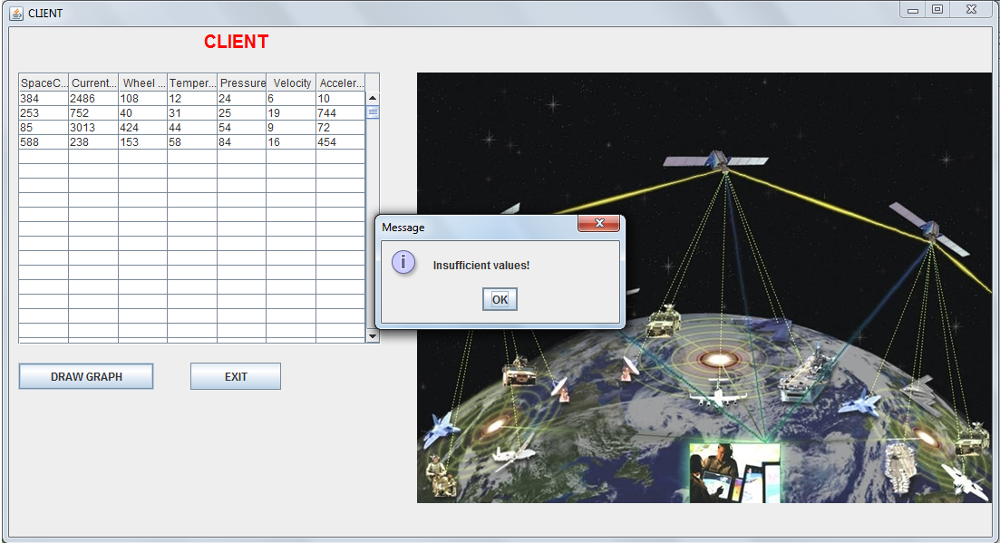 CLIENT
CLIENT
SpaceC... Current... Wheel ... Temper... Pressure Velocity Acceler...
384 2486 108 12 24 6 10
253 752 40 31 25 19 744
85 3013 424 44 54 9 72
588 238 153 58 84 16 454
Message
Insufficient values!
OK
DRAW GRAPH EXIT